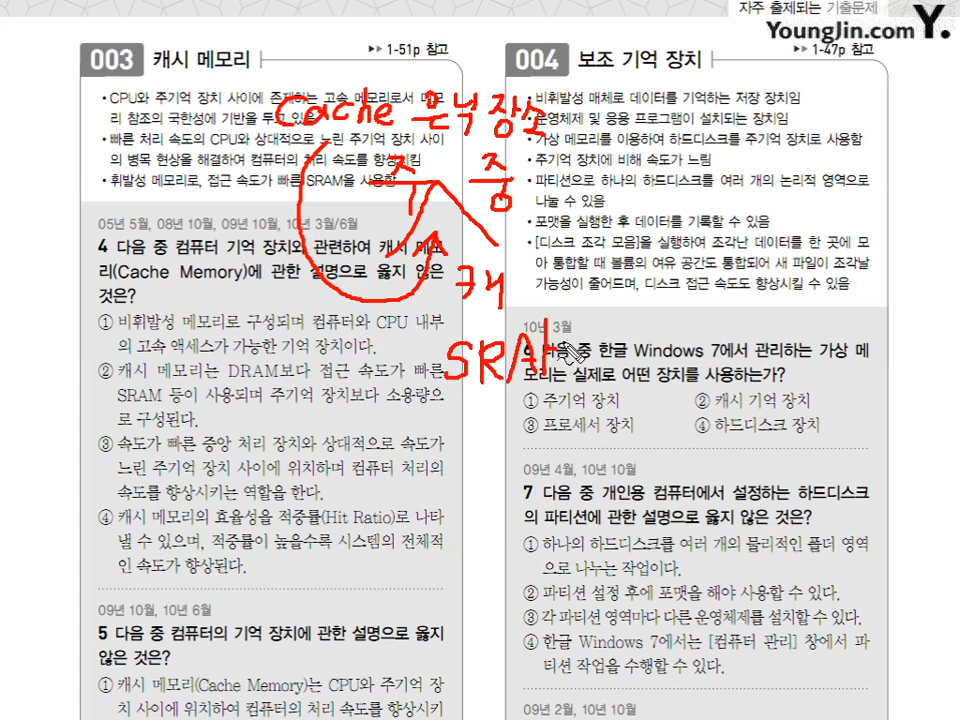 자주 출제되는 기출문제
YoungJin.com Y.
003 캐시 메모리
▶▶ 1-51p 참고
• CPU와 주기억 장치 사이에 존재하는 고속 메모리로서 메모
리 참조의 국한성에 기반을 두고 있음
• 빠른 처리 속도의 CPU와 상대적으로 느린 주기억 장치 사이
의 병목 현상을 해결하여 컴퓨터의 처리 속도를 향상시킴
• 휘발성 메모리로, 접근 속도가 빠른 SRAM을 사용함
Cache 은닉 장소
주 중
캐
SRA
05년 5월, 08년 10월, 09년 10월, 10년 3월/6월
4 다음 중 컴퓨터 기억 장치와 관련하여 캐시 메모
리(Cache Memory)에 관한 설명으로 옳지 않은
것은?
① 비휘발성 메모리로 구성되며 컴퓨터와 CPU 내부
의 고속 액세스가 가능한 기억 장치이다.
② 캐시 메모리는 DRAM보다 접근 속도가 빠른
SRAM 등이 사용되며 주기억 장치보다 소용량으
로 구성된다.
③ 속도가 빠른 중앙 처리 장치와 상대적으로 속도가
느린 주기억 장치 사이에 위치하며 컴퓨터 처리의
속도를 향상시키는 역할을 한다.
④ 캐시 메모리의 효율성을 적중률(Hit Ratio)로 나타
낼 수 있으며, 적중률이 높을수록 시스템의 전체적
인 속도가 향상된다.
09년 10월, 10년 6월
5 다음 중 컴퓨터의 기억 장치에 관한 설명으로 옳지
않은 것은?
① 캐시 메모리(Cache Memory)는 CPU와 주기억 장
치 사이에 위치하여 컴퓨터의 처리 속도를 향상시키
004 보조 기억 장치
▶▶ 1-47p 참고
• 비휘발성 매체로 데이터를 기억하는 저장 장치임
• 운영체제 및 응용 프로그램이 설치되는 장치임
• 가상 메모리를 이용하여 하드디스크를 주기억 장치로 사용함
• 주기억 장치에 비해 속도가 느림
• 파티션으로 하나의 하드디스크를 여러 개의 논리적 영역으로
나눌 수 있음
• 포맷을 실행한 후 데이터를 기록할 수 있음
• [디스크 조각 모음]을 실행하여 조각난 데이터를 한 곳에 모
아 통합할 때 볼륨의 여유 공간도 통합되어 새 파일이 조각날
가능성이 줄어드며, 디스크 접근 속도도 향상시킬 수 있음
10년 3월
6 다음 중 한글 Windows 7에서 관리하는 가상 메
모리는 실제로 어떤 장치를 사용하는가?
① 주기억 장치 ② 캐시 기억 장치
③ 프로세서 장치 ④ 하드디스크 장치
09년 4월, 10년 10월
7 다음 중 개인용 컴퓨터에서 설정하는 하드디스크
의 파티션에 관한 설명으로 옳지 않은 것은?
① 하나의 하드디스크를 여러 개의 물리적인 폴더 영역
으로 나누는 작업이다.
② 파티션 설정 후에 포맷을 해야 사용할 수 있다.
③ 각 파티션 영역마다 다른 운영체제를 설치할 수 있다.
④ 한글 Windows 7에서는 [컴퓨터 관리] 창에서 파
티션 작업을 수행할 수 있다.
09년 2월, 10년 10월